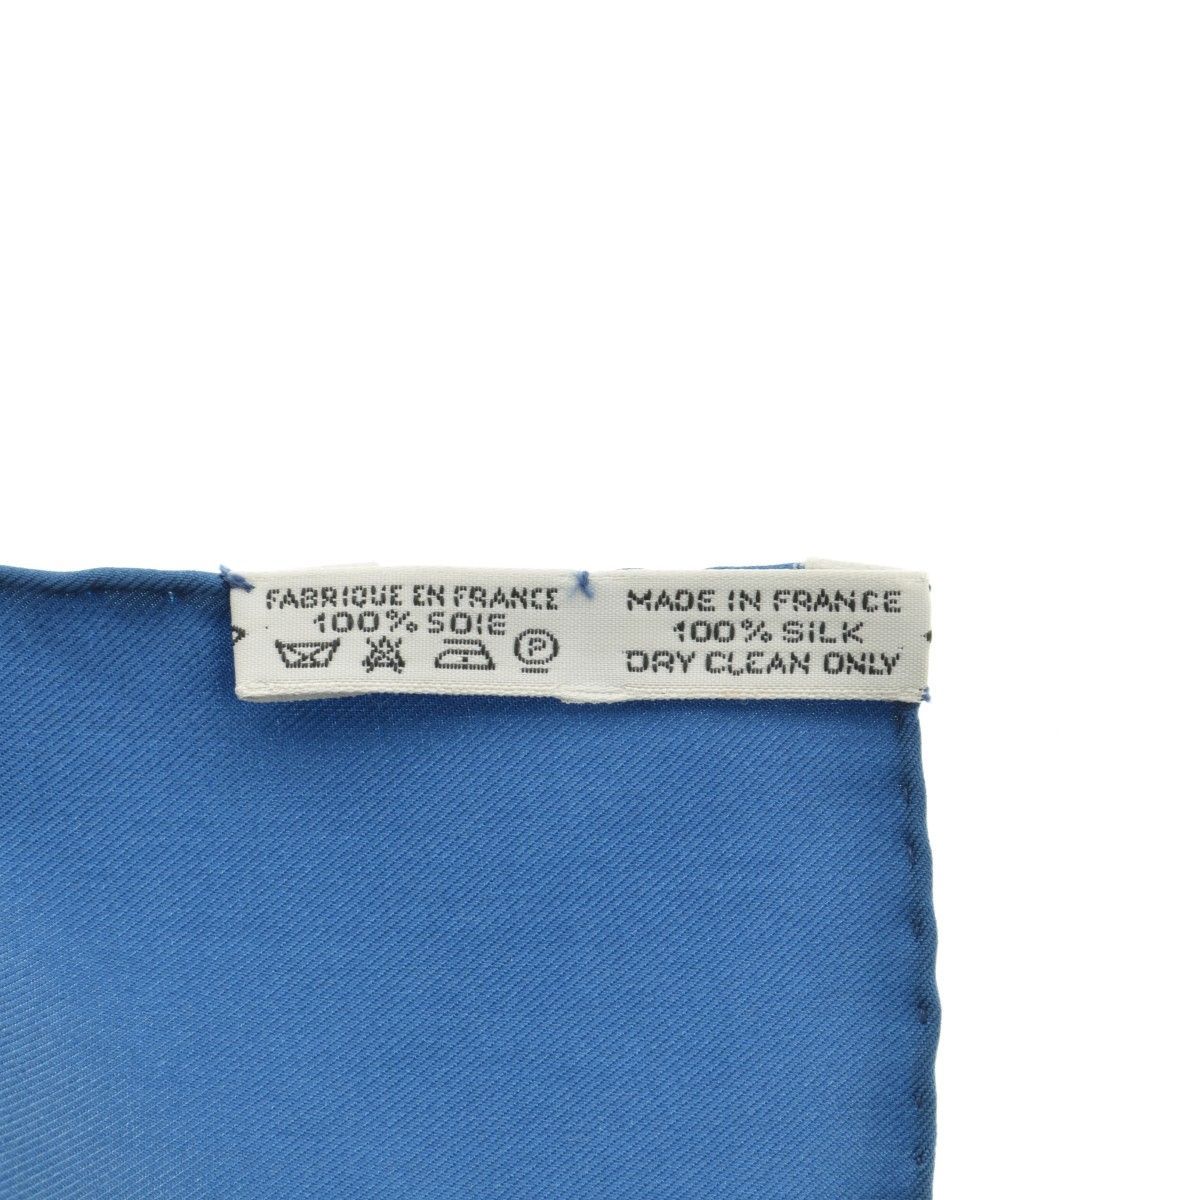 FABRIQUE EN FRANCE
100% SOIE
P
MADE IN FRANCE
100% SILK
DRY CLEAN ONLY